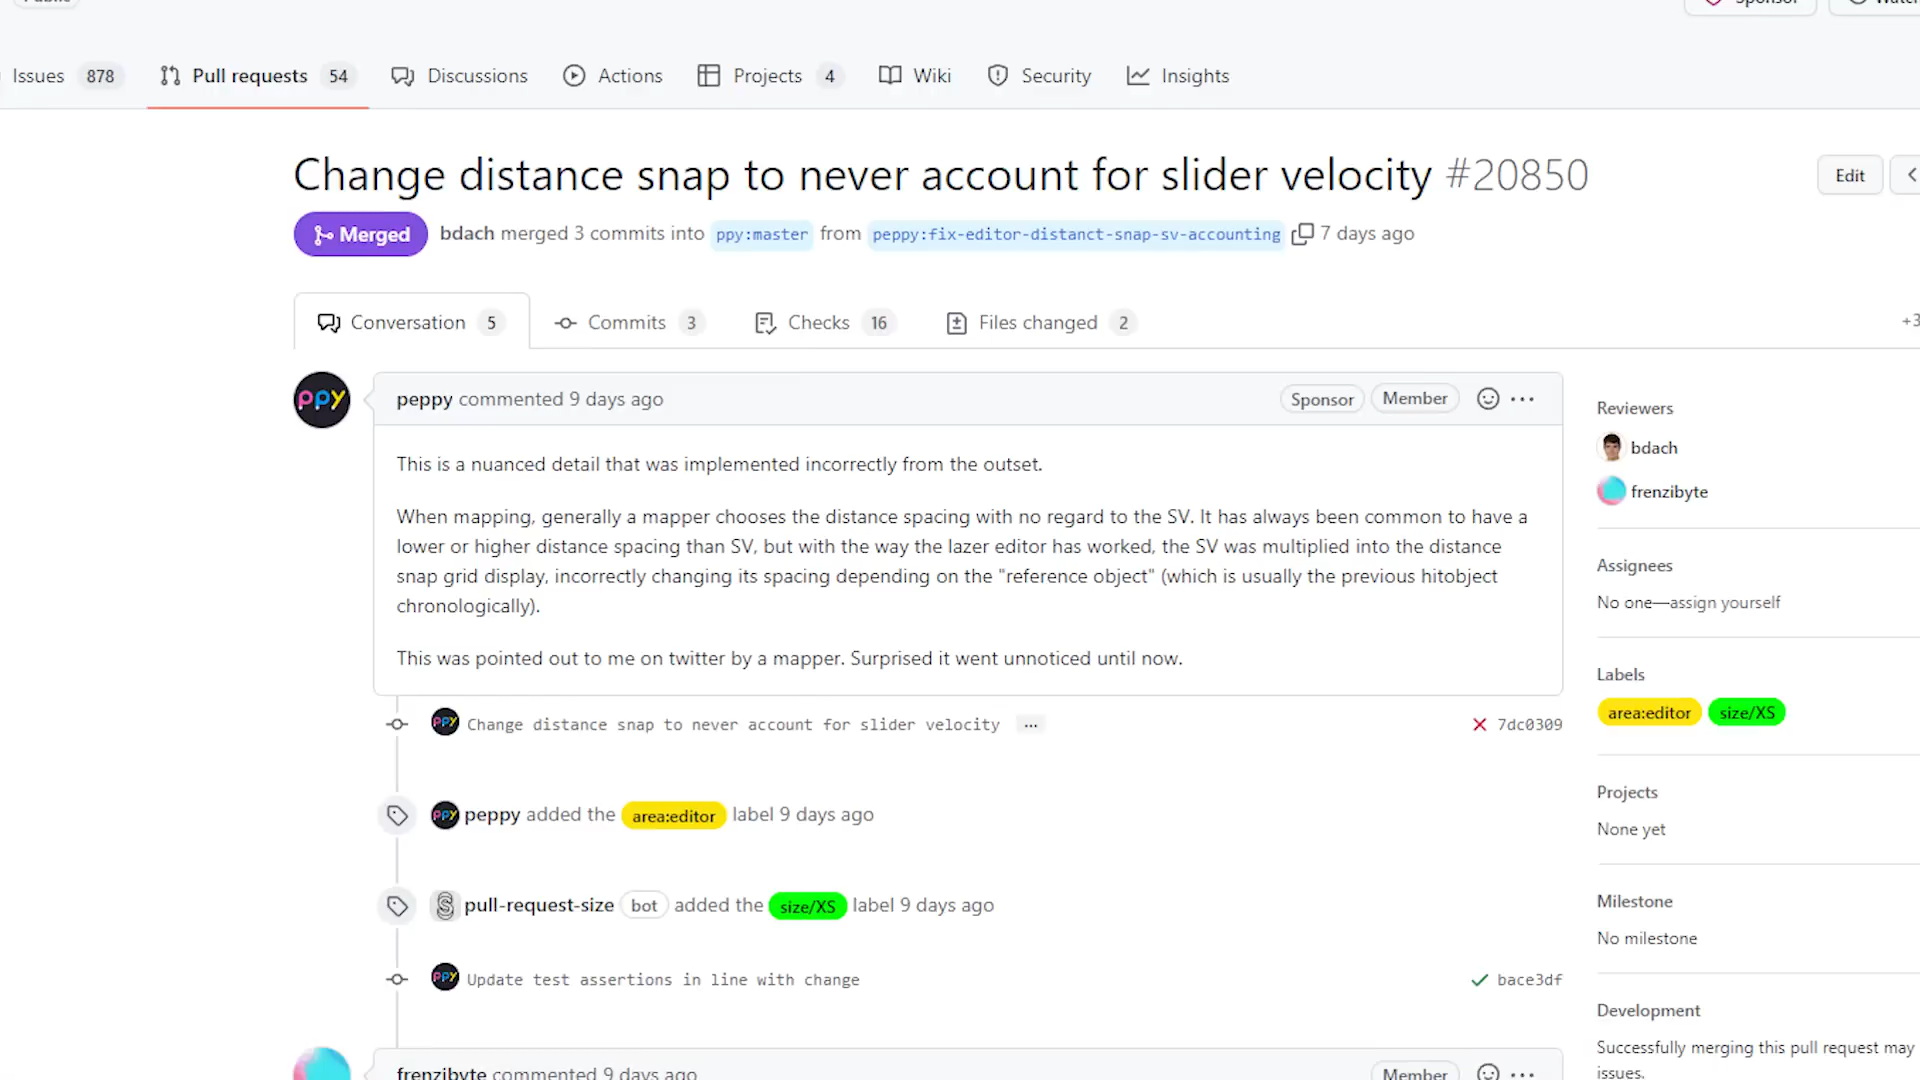 Public
Sponsor Watch
Issues 878 Pull requests 54 Discussions Actions Projects 4 Wiki Security Insights
Change distance snap to never account for slider velocity #20850
Edit
Merged bdach merged 3 commits into ppy:master from peppy:fix-editor-distanct-snap-sv-accounting 7 days ago
Conversation 5 Commits 3 Checks 16 Files changed 2 +3
ppy peppy commented 9 days ago Sponsor Member ...
This is a nuanced detail that was implemented incorrectly from the outset.
When mapping, generally a mapper chooses the distance spacing with no regard to the SV. It has always been common to have a
lower or higher distance spacing than SV, but with the way the lazer editor has worked, the SV was multiplied into the distance
snap grid display, incorrectly changing its spacing depending on the "reference object" (which is usually the previous hitobject
chronologically).
This was pointed out to me on twitter by a mapper. Surprised it went unnoticed until now.
ppy Change distance snap to never account for slider velocity ... 7dc0309
ppy peppy added the area:editor label 9 days ago
pull-request-size bot added the size/XS label 9 days ago
ppy Update test assertions in line with change bace3df
frenzibyte commented 9 days ago Member ...
Reviewers
bdach
frenzibyte
Assignees
No one—assign yourself
Labels
area:editor size/XS
Projects
None yet
Milestone
No milestone
Development
Successfully merging this pull request may
issues.